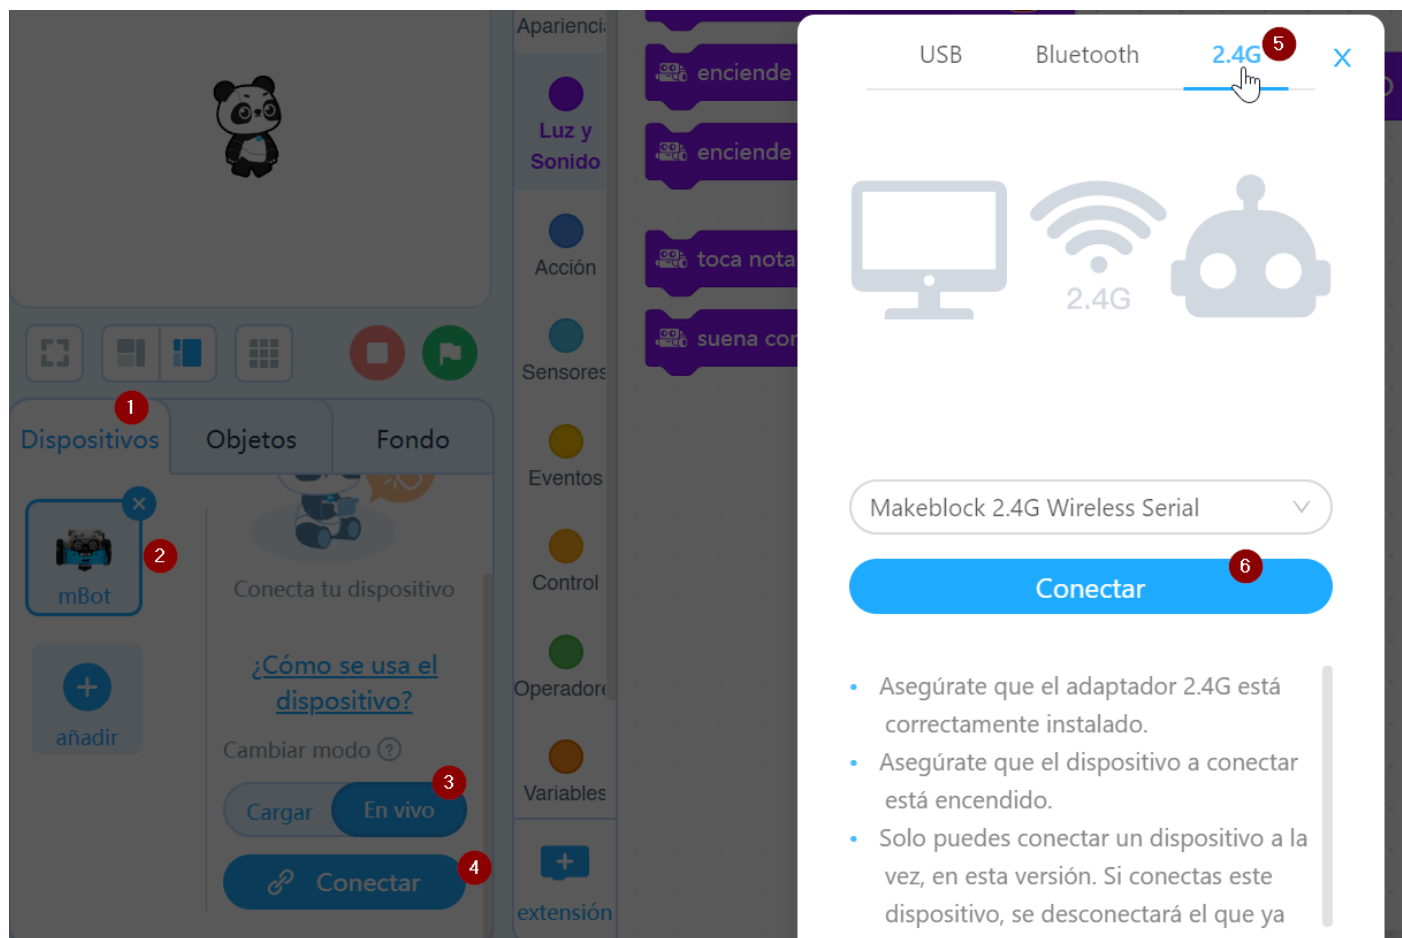 Apariencia
Luz y
Sonido
Acción
Sensores
Eventos
Control
Operadore
Variables
extensión
enciende
enciende
toca nota
suena con
1
Dispositivos
Objetos
Fondo
2
mBot
añadir
Conecta tu dispositivo
¿Cómo se usa el
dispositivo?
Cambiar modo ?
3
Cargar
En vivo
4
Conectar
USB
Bluetooth
2.4G
5
X
2.4G
Makeblock 2.4G Wireless Serial
6
Conectar
• Asegúrate que el adaptador 2.4G está
correctamente instalado.
• Asegúrate que el dispositivo a conectar
está encendido.
• Solo puedes conectar un dispositivo a la
vez, en esta versión. Si conectas este
dispositivo, se desconectará el que ya